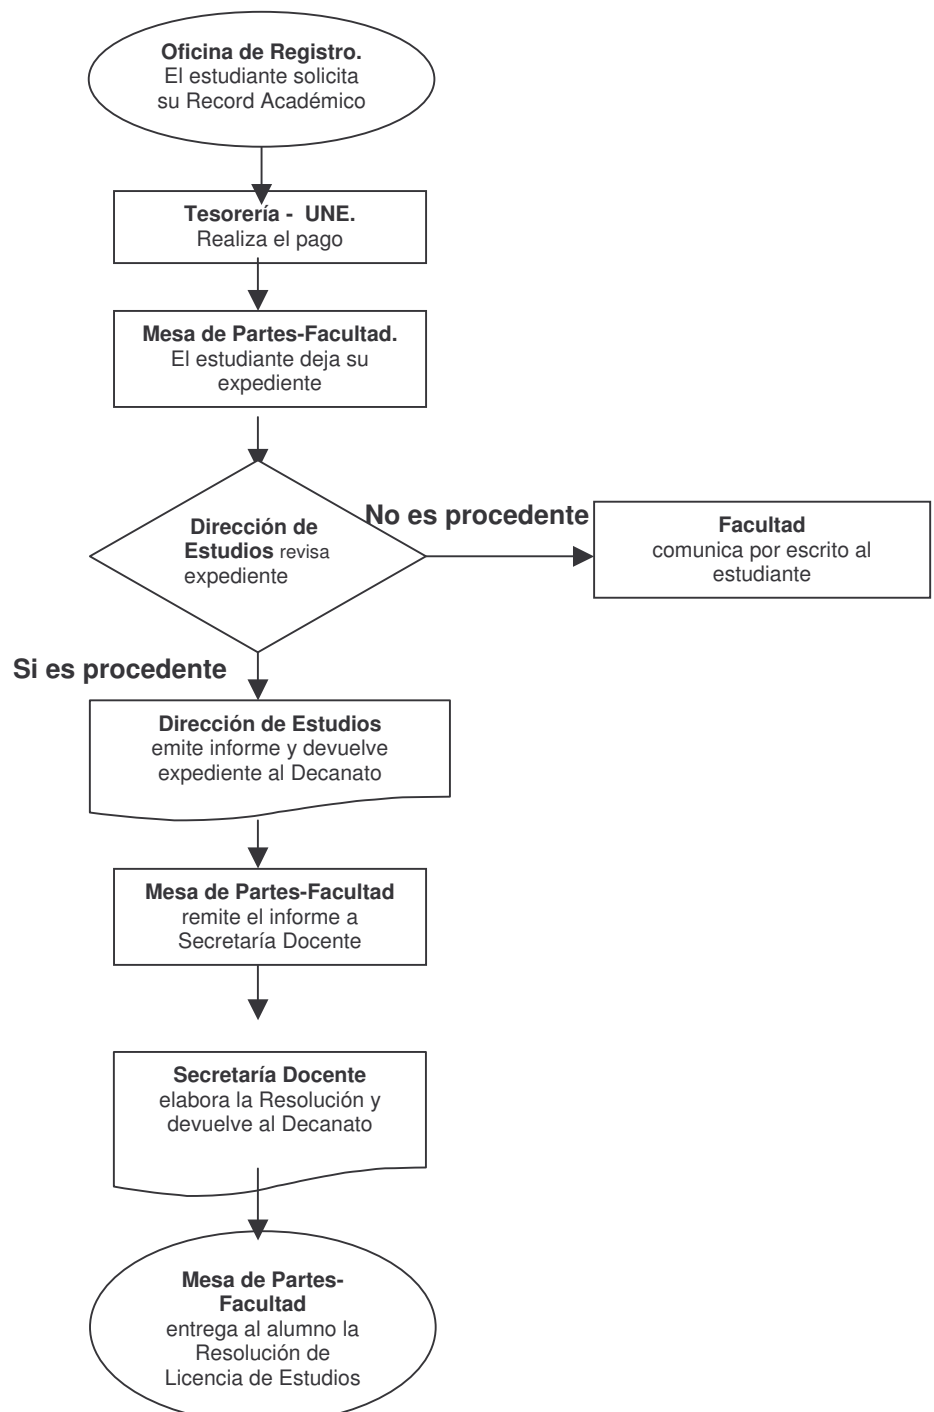 Oficina de Registro.
El estudiante solicita
su Record Académico
Tesorería - UNE.
Realiza el pago
Mesa de Partes-Facultad.
El estudiante deja su
expediente
Dirección de
Estudios revisa
expediente
No es procedente
Facultad
comunica por escrito al
estudiante
Si es procedente
Dirección de Estudios
emite informe y devuelve
expediente al Decanato
Mesa de Partes-Facultad
remite el informe a
Secretaría Docente
Secretaría Docente
elabora la Resolución y
devuelve al Decanato
Mesa de Partes-
Facultad
entrega al alumno la
Resolución de
Licencia de Estudios